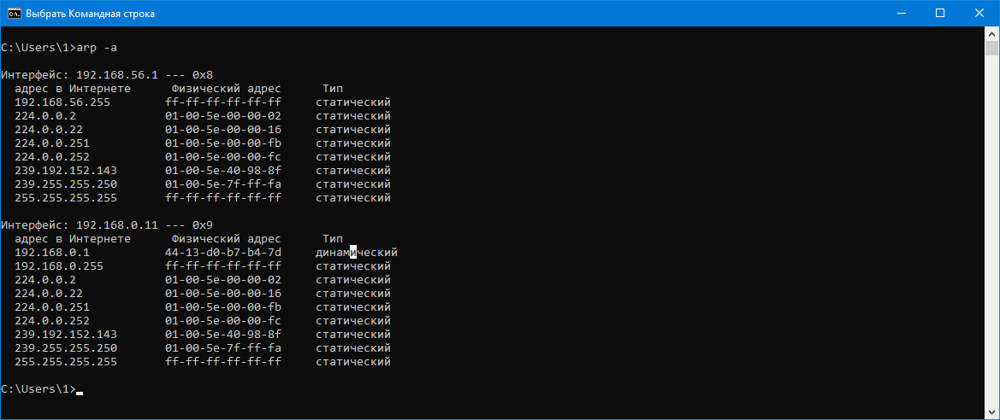 Выбрать Командная строка
C:\Users\1>arp -a
Интерфейс: 192.168.56.1 --- 0x8
адрес в Интернете Физический адрес Тип
192.168.56.255 ff-ff-ff-ff-ff-ff статический
224.0.0.2 01-00-5e-00-00-02 статический
224.0.0.22 01-00-5e-00-00-16 статический
224.0.0.251 01-00-5e-00-00-fb статический
224.0.0.252 01-00-5e-00-00-fc статический
239.192.152.143 01-00-5e-40-98-8f статический
239.255.255.250 01-00-5e-7f-ff-fa статический
255.255.255.255 ff-ff-ff-ff-ff-ff статический
Интерфейс: 192.168.0.11 --- 0x9
адрес в Интернете Физический адрес Тип
192.168.0.1 44-13-d0-b7-b4-7d динамический
192.168.0.255 ff-ff-ff-ff-ff-ff статический
224.0.0.2 01-00-5e-00-00-02 статический
224.0.0.22 01-00-5e-00-00-16 статический
224.0.0.251 01-00-5e-00-00-fb статический
224.0.0.252 01-00-5e-00-00-fc статический
239.192.152.143 01-00-5e-40-98-8f статический
239.255.255.250 01-00-5e-7f-ff-fa статический
255.255.255.255 ff-ff-ff-ff-ff-ff статический
C:\Users\1>